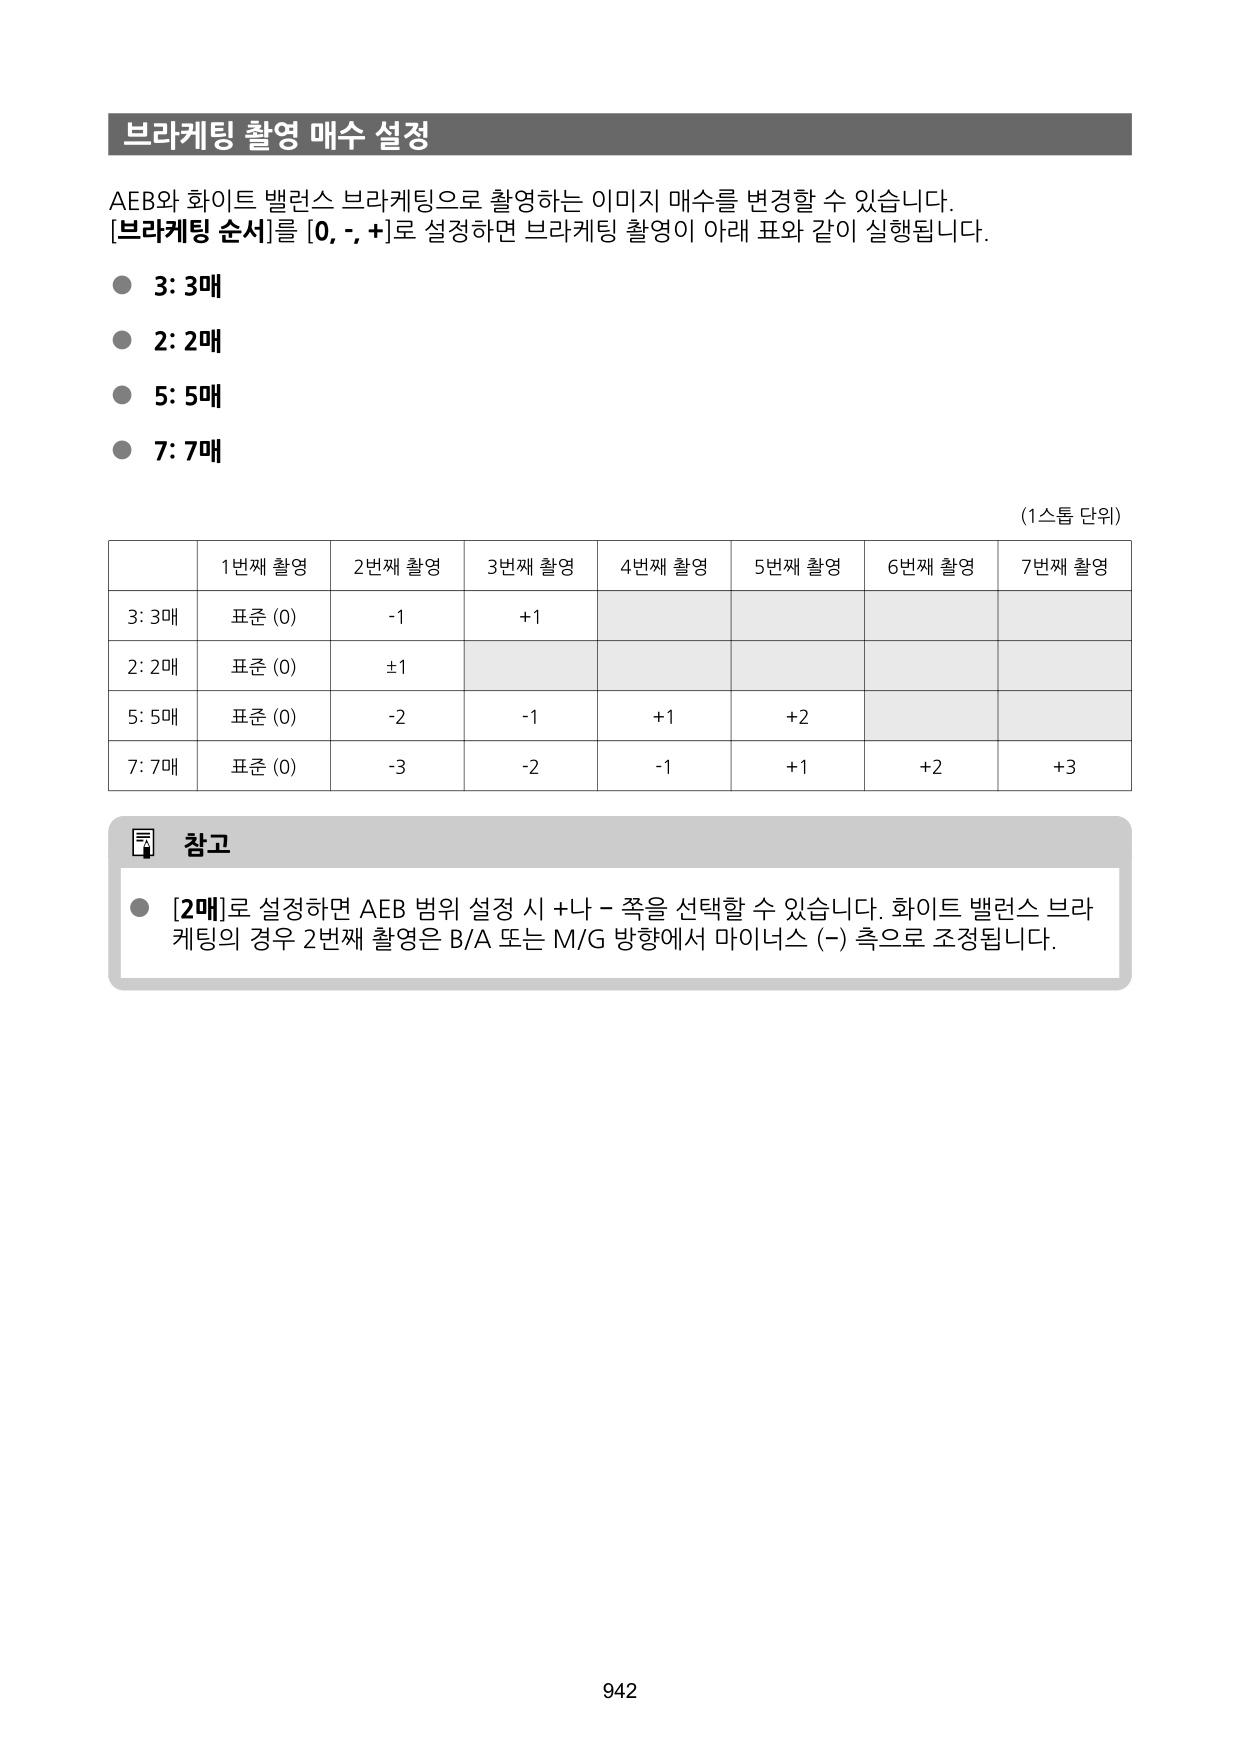 브라케팅 촬영 매수 설정
AEB와 화이트 밸런스 브라케팅으로 촬영하는 이미지 매수를 변경할 수 있습니다.
[브라케팅 순서]를 [0, -, +]로 설정하면 브라케팅 촬영이 아래 표와 같이 실행됩니다.
● 3: 3매
● 2: 2매
● 5: 5매
● 7: 7매
(1스톱 단위)
1번째 촬영 2번째 촬영 3번째 촬영 4번째 촬영 5번째 촬영 6번째 촬영 7번째 촬영
3: 3매 표준 (0) -1 +1
2: 2매 표준 (0) ±1
5: 5매 표준 (0) -2 -1 +1 +2
7: 7매 표준 (0) -3 -2 -1 +1 +2 +3
참고
● [2매]로 설정하면 AEB 범위 설정 시 +나 – 쪽을 선택할 수 있습니다. 화이트 밸런스 브라
케팅의 경우 2번째 촬영은 B/A 또는 M/G 방향에서 마이너스 (–) 측으로 조정됩니다.
942